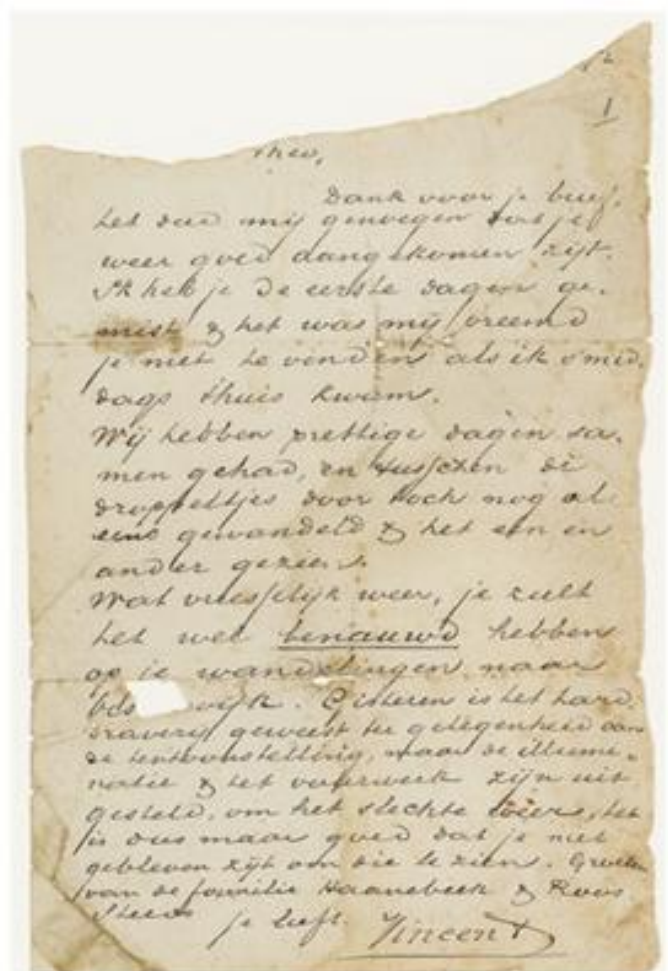 1
Theo,
Dank voor je brief,
het deed mij genoegen dat je
weer goed aangekomen zijt.
Ik heb je de eerste dagen ge-
mist & het was mij vreemd
je niet te vinden als ik s'mid-
dags thuis kwam.
Wij hebben prettige dagen sa-
men gehad, en tusschen de
droppeltjes door toch nog al
eens gewandeld & het een en
ander gezien.
Wat vreesselijk weer, je zult
het wel benauwd hebben
op je wandelingen naar
wijk. Gisteren is het hard-
draverij geweest ter gelegenheid van
de tentoonstelling, maar de illumi-
natie & het vuurwerk zijn uit
gesteld, om het slechte weer, het
is dus maar goed dat je niet
gebleven zijt om die te zien. Groeten
van de familie Haanebeek & Roos
je liefh. Vincent